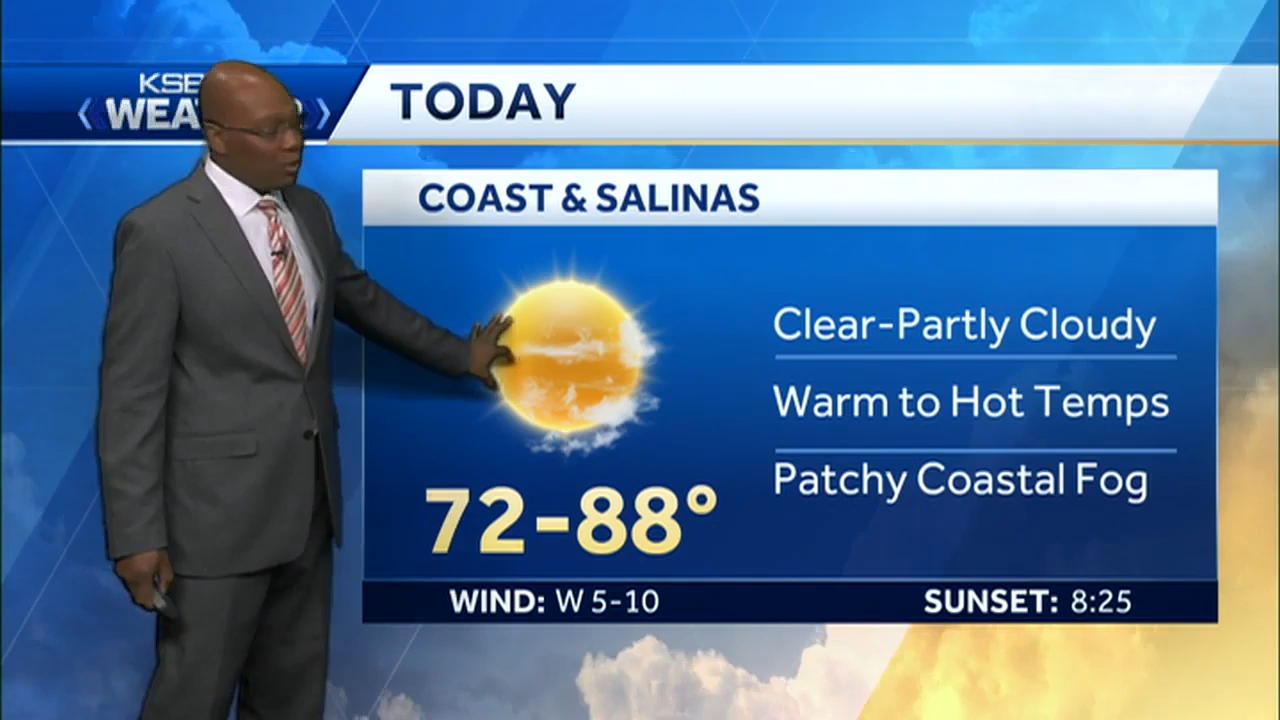 KSB
TODAY
COAST & SALINAS
Clear-Partly Cloudy
Warm to Hot Temps
Patchy Coastal Fog
72-88°
WIND: W 5-10
SUNSET: 8:25